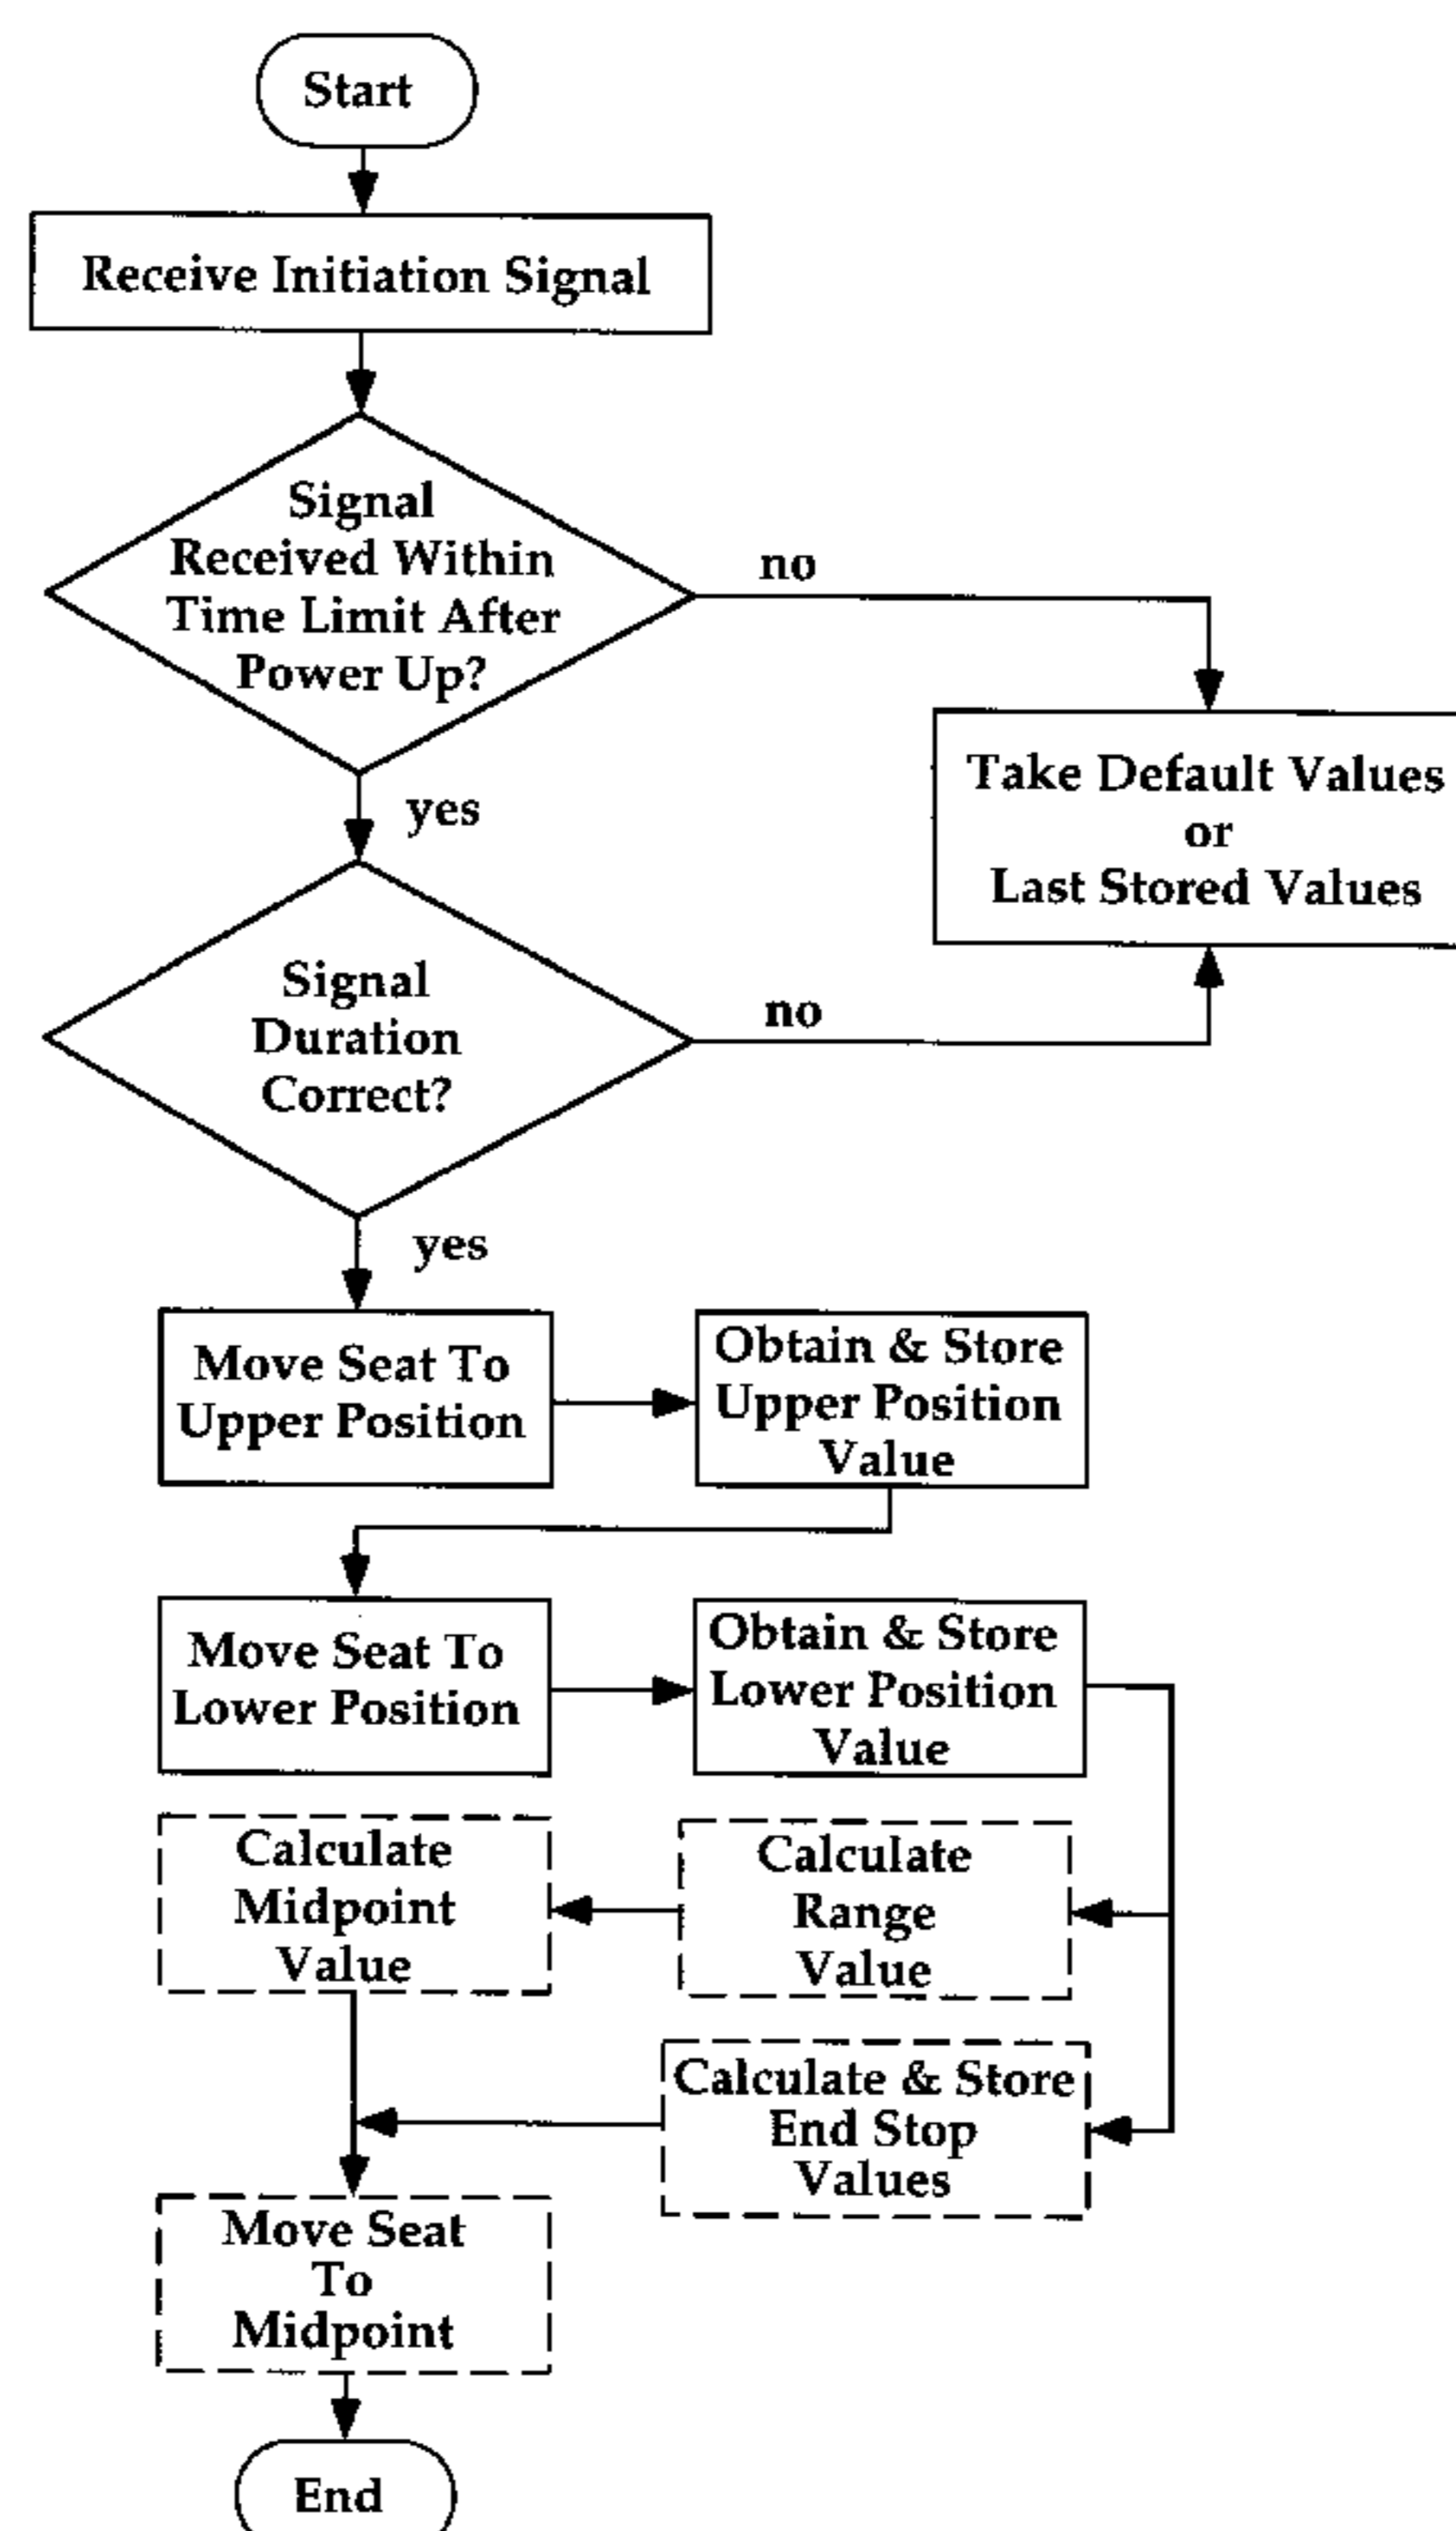 Start
Receive Initiation Signal
Signal
Received Within
Time Limit After
Power Up?
no
yes
Take Default Values
or
Last Stored Values
Signal
Duration
Correct?
no
yes
Move Seat To
Upper Position
Obtain & Store
Upper Position
Value
Move Seat To
Lower Position
Obtain & Store
Lower Position
Value
Calculate
Midpoint
Value
Calculate
Range
Value
Calculate & Store
End Stop
Values
Move Seat
To
Midpoint
End